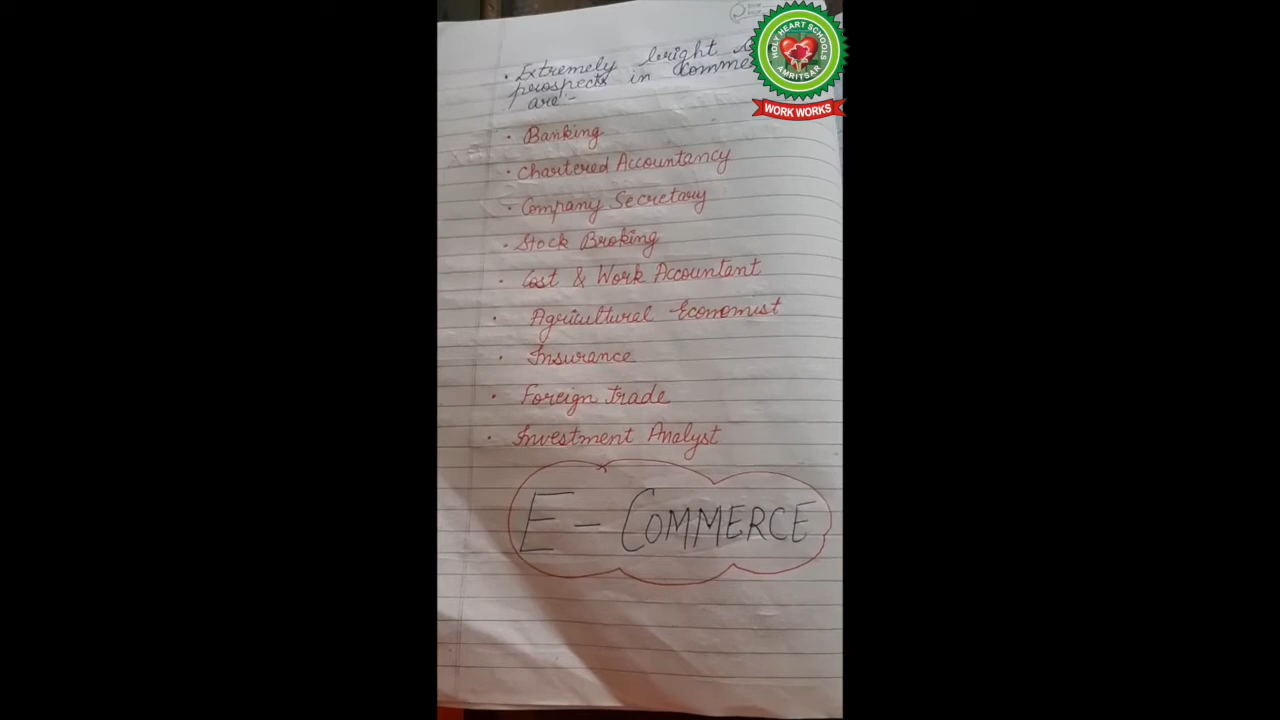 HOLY HEART SCHOOLS
AMRITSAR
WORK WORKS
· Extremely bright
prospects in Comme
are :-
· Banking
· Chartered Accountancy
· Company Secretary
· Stock Broking
· Cost & Work Accountant
· Agricultural Economist
· Insurance
· Foreign trade
· Investment Analyst
E - COMMERCE